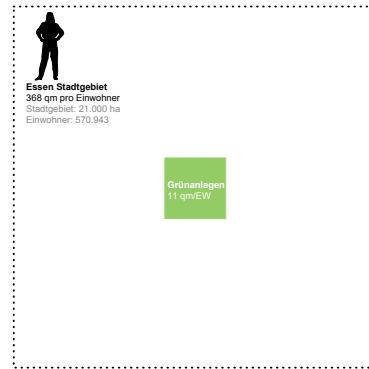 Essen Stadtgebiet
368 qm pro Einwohner
Stadtgebiet: 21.000 ha
Einwohner: 570.943
Grünanlagen
11 qm/EW